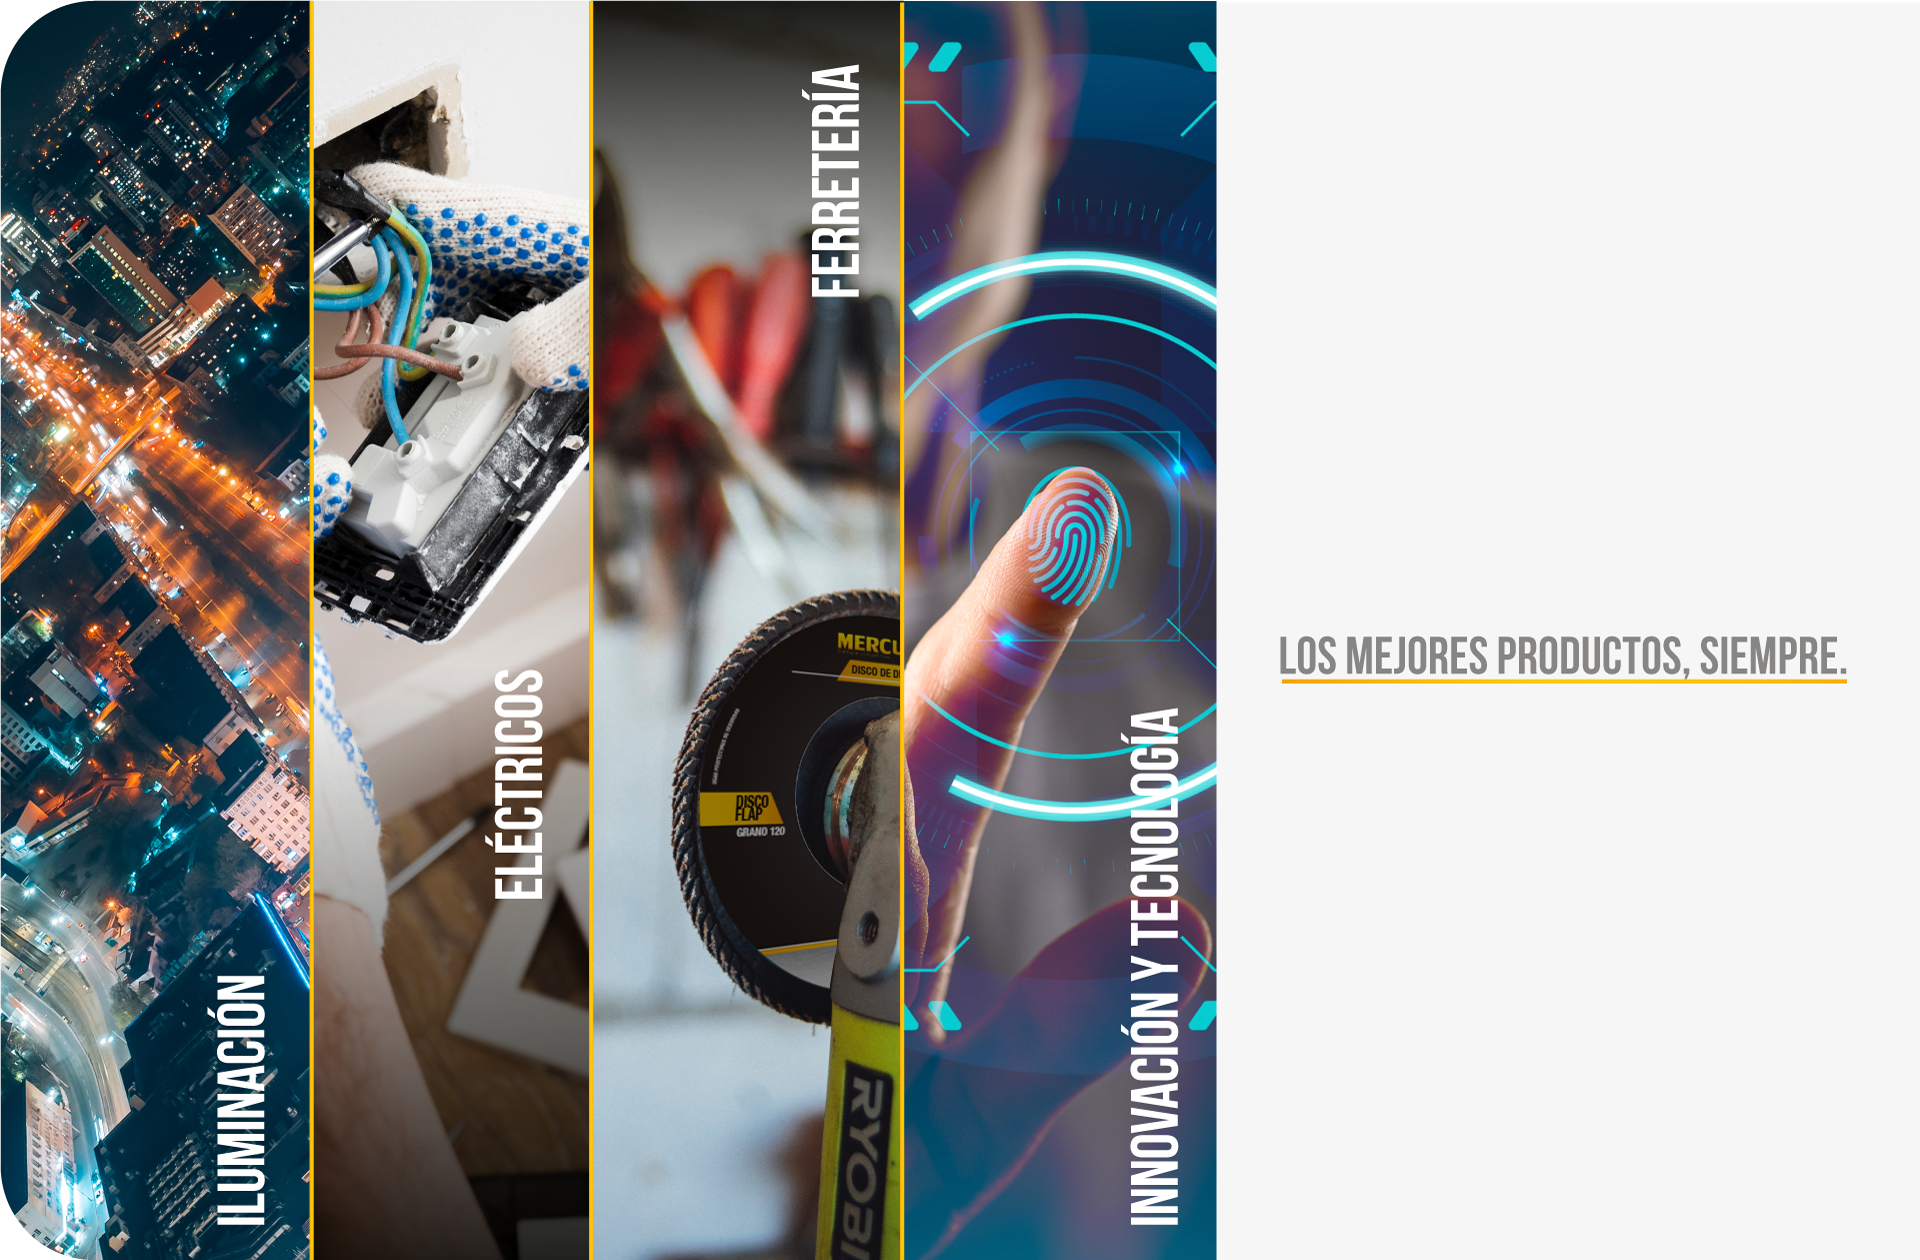 ILUMINACIÓN
ELÉCTRICOS
FERRETERÍA
MERCU
DISCO DE D
DISCO
FLAP
GRANO 120
RYOBI
INNOVACIÓN Y TECNOLOGÍA
LOS MEJORES PRODUCTOS, SIEMPRE.